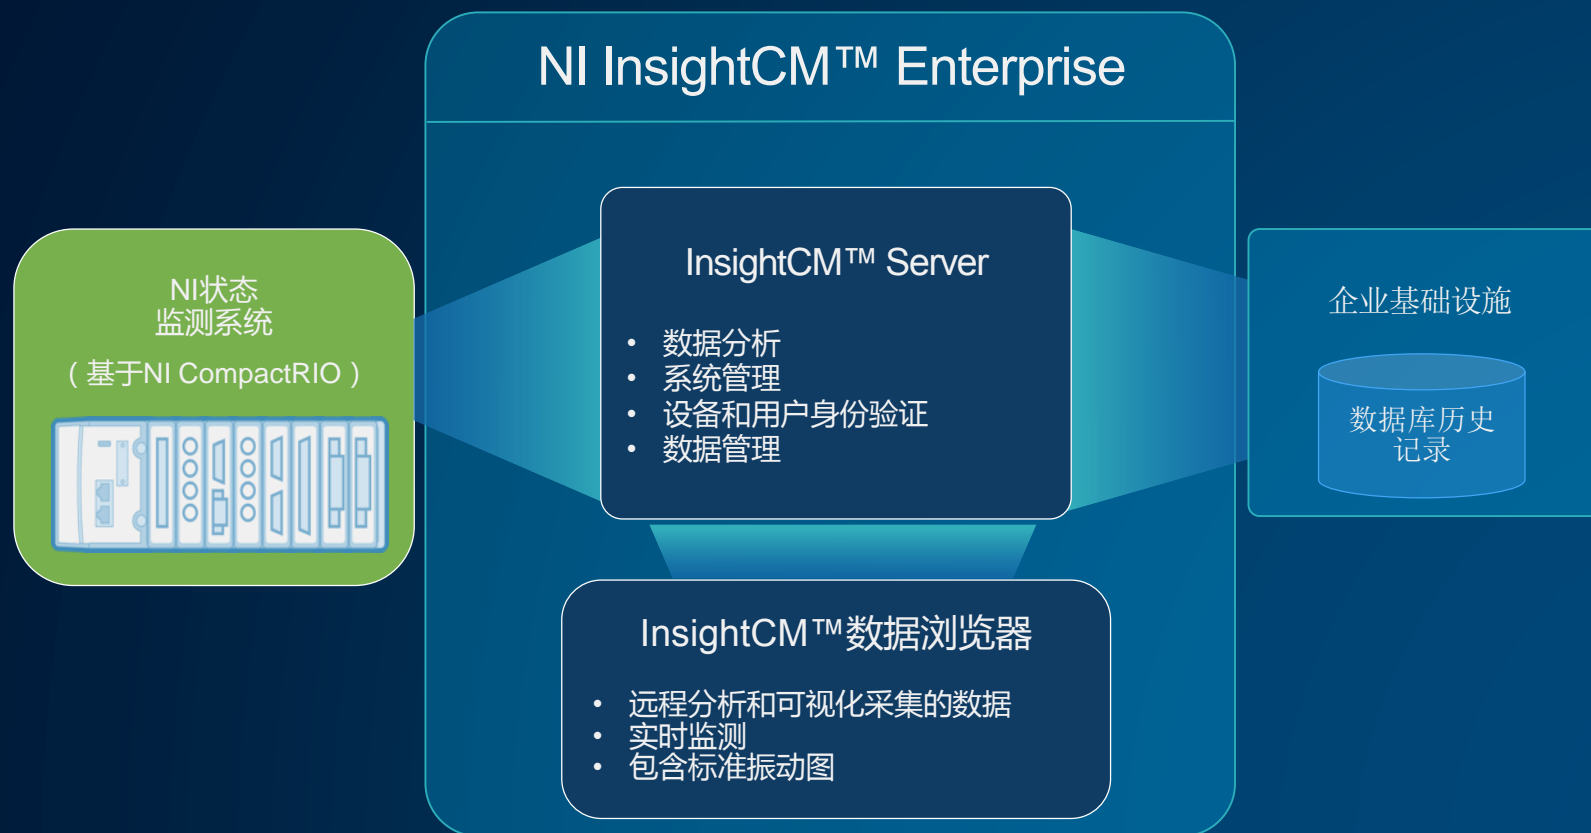 NI InsightCM™ Enterprise
NI状态
监测系统
（基于NI CompactRIO）
InsightCM™ Server
• 数据分析
• 系统管理
• 设备和用户身份验证
• 数据管理
企业基础设施
数据库历史
记录
InsightCM™数据浏览器
• 远程分析和可视化采集的数据
• 实时监测
• 包含标准振动图